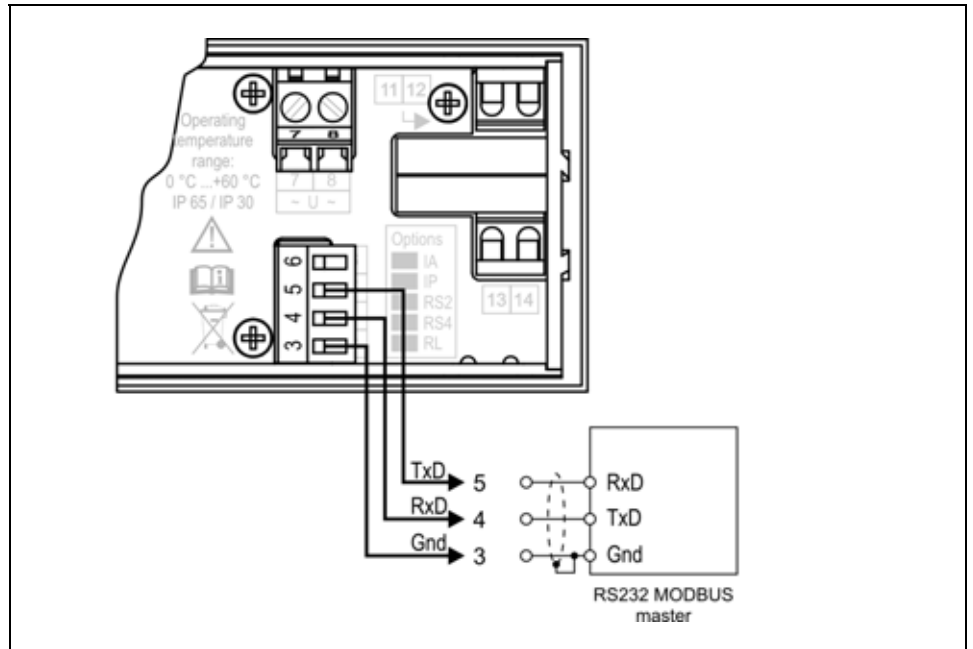 11 12
7 8
Operating
temperature
range:
0 °C ...+60 °C
IP 65 / IP 30
7 8
~ U ~
Options
IA
IP
RS2
RS4
RL
13 14
6
5
4
3
TxD 5 RxD
RxD 4 TxD
Gnd 3 Gnd
RS232 MODBUS
master